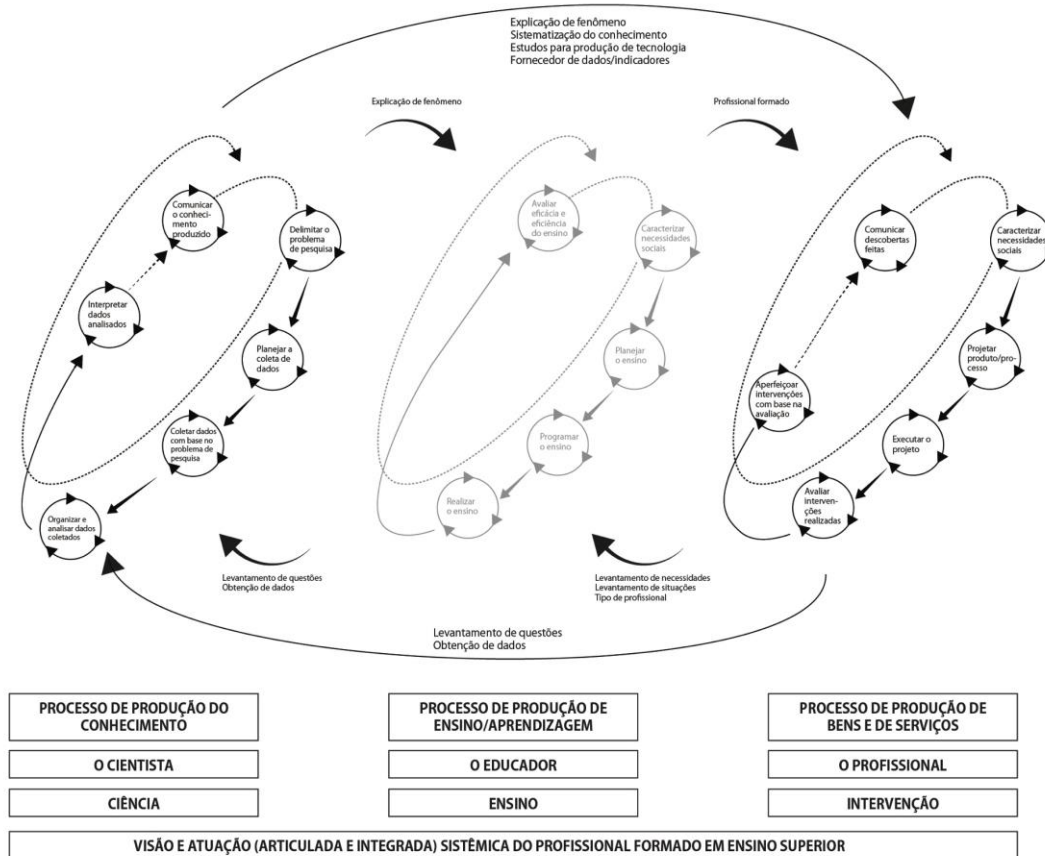 Explicação de fenômeno
Sistematização do conhecimento
Estudos para produção de tecnologia
Fornecedor de dados/indicadores
Explicação de fenômeno
Profissional formado
Comunicar
o conheci-
mento
produzido
Delimitar o
problema
de pesquisa
Interpretar
dados
analisados
Planejar a
coleta de
dados
Coletar dados
com base no
problema de
pesquisa
Organizar e
analisar dados
coletados
Avaliar
eficácia e
eficiência
do ensino
Caracterizar
necessidades
sociais
Planejar
o ensino
Programar
o ensino
Realizar
o ensino
Comunicar
descobertas
feitas
Caracterizar
necessidades
sociais
Projetar
produto/pro-
cesso
Aperfeiçoar
intervenções
com base na
avaliação
Executar o
projeto
Avaliar
interven-
ções
realizadas
Levantamento de questões
Obtenção de dados
Levantamento de necessidades
Levantamento de situações
Tipo de profissional
Levantamento de questões
Obtenção de dados
PROCESSO DE PRODUÇÃO DO
CONHECIMENTO
PROCESSO DE PRODUÇÃO DE
ENSINO/APRENDIZAGEM
PROCESSO DE PRODUÇÃO DE
BENS E DE SERVIÇOS
O CIENTISTA
O EDUCADOR
O PROFISSIONAL
CIÊNCIA
ENSINO
INTERVENÇÃO
VISÃO E ATUAÇÃO (ARTICULADA E INTEGRADA) SISTÊMICA DO PROFISSIONAL FORMADO EM ENSINO SUPERIOR